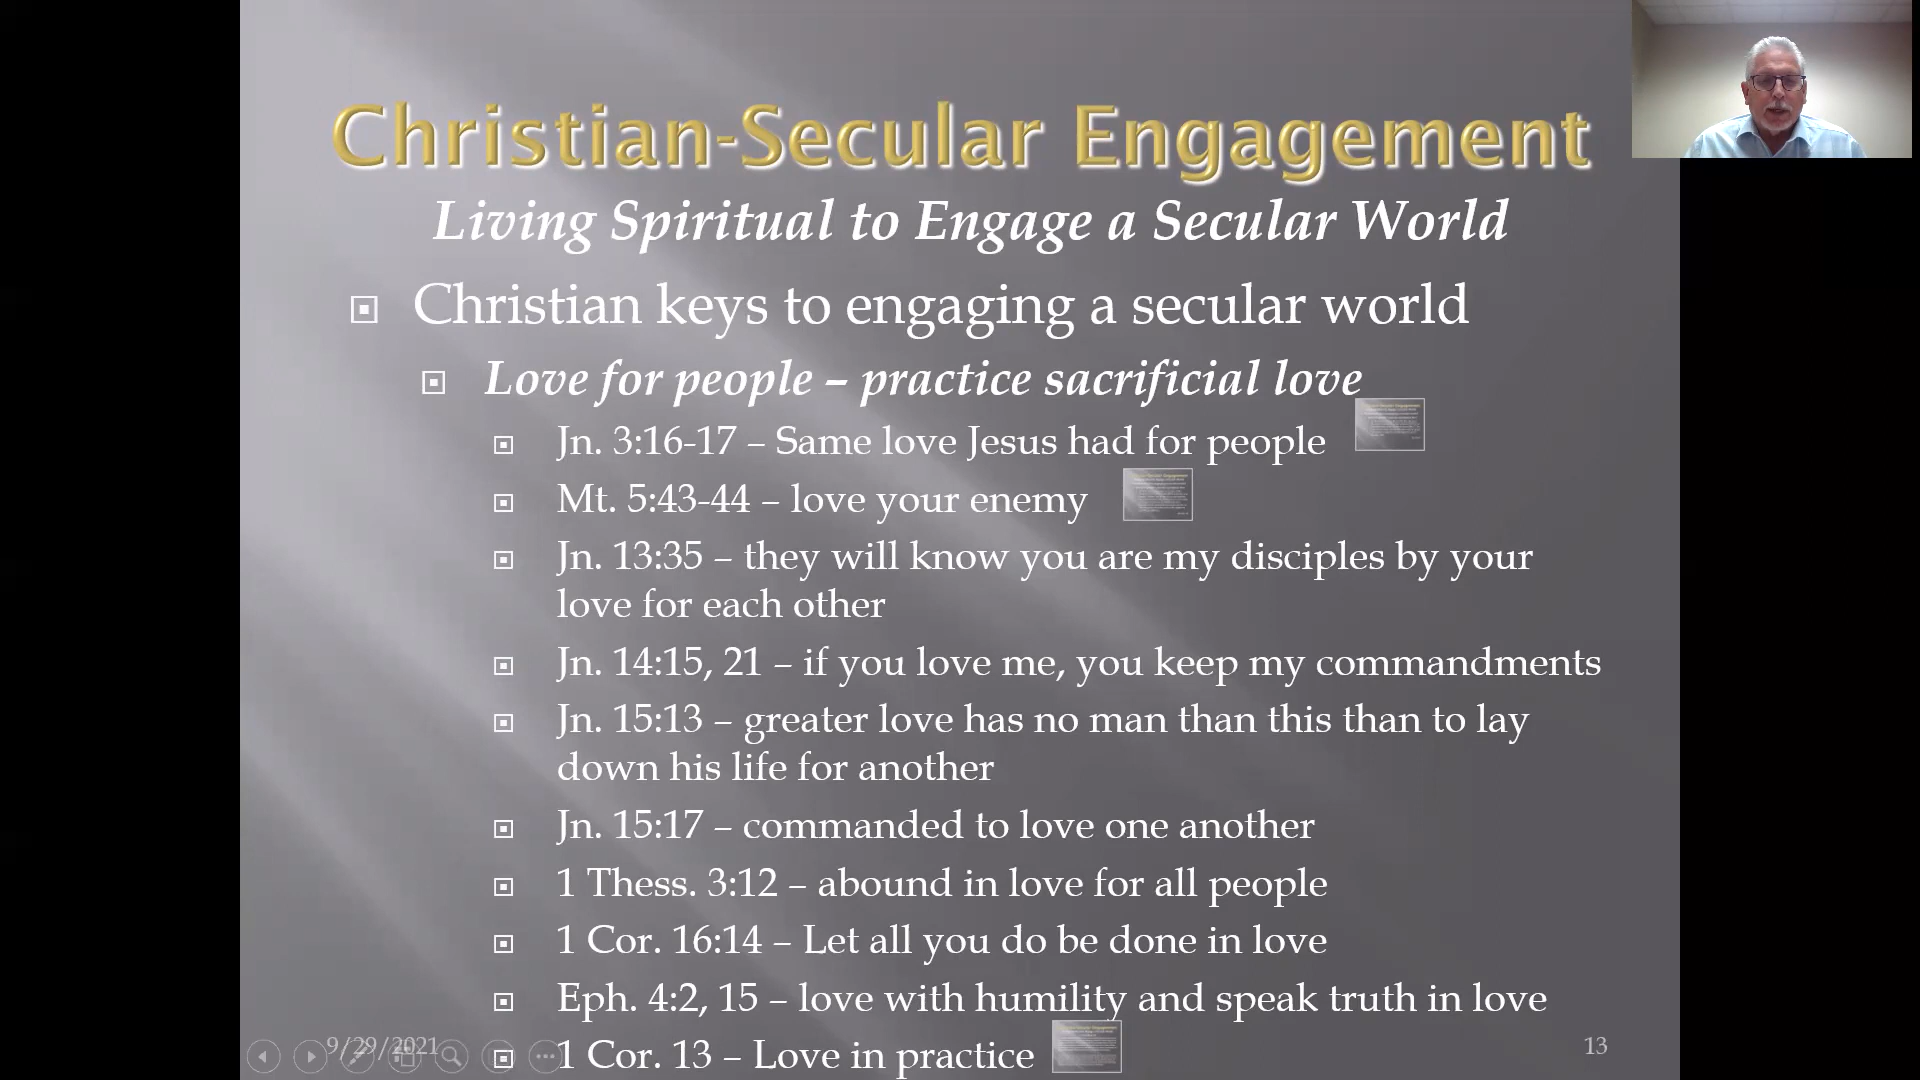 Christian-Secular Engagement
Living Spiritual to Engage a Secular World
Christian keys to engaging a secular world
Love for people – practice sacrificial love
Jn. 3:16-17 – Same love Jesus had for people
Mt. 5:43-44 – love your enemy
Jn. 13:35 – they will know you are my disciples by your
love for each other
Jn. 14:15, 21 – if you love me, you keep my commandments
Jn. 15:13 – greater love has no man than this than to lay
down his life for another
Jn. 15:17 – commanded to love one another
1 Thess. 3:12 – abound in love for all people
1 Cor. 16:14 – Let all you do be done in love
Eph. 4:2, 15 – love with humility and speak truth in love
1 Cor. 13 – Love in practice
9/29/2021
13